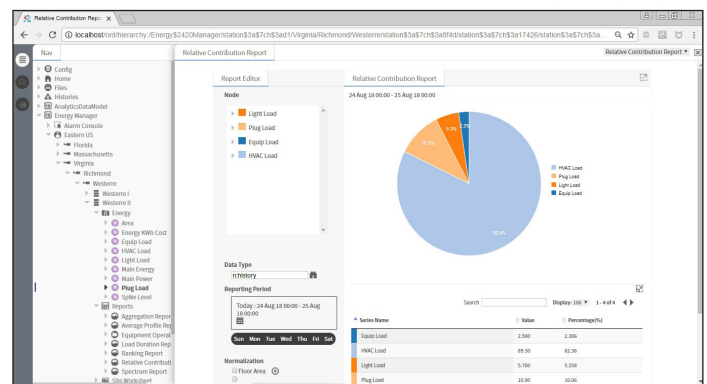 Relative Contribution Repo
localhost/ord/hierarchy:/Energy$2420Manager/station$3a$7ch$3ad1/Virginia/Richmond/Westerre/station$3a$7ch$3a8f4d/station$3a$7ch$3a17426/station$3a$7ch$3a...
Nav
Relative Contribution Report
Relative Contribution Report
Config
Home
Files
Histories
AnalyticsDataModel
Energy Manager
Alarm Console
Eastern US
Florida
Massachusetts
Virginia
Richmond
Westerre
Westerre I
Westerre II
Energy
Area
Energy KWh Cost
Equip Load
HVAC Load
Light Load
Main Energy
Main Power
Plug Load
Spike Level
Reports
Aggregation Repor
Average Profile Rep
Equipment Operat
Load Duration Rep
Ranking Report
Relative Contributi
Spectrum Report
Site Worksheet
Report Editor
Node
Light Load
Plug Load
Equip Load
HVAC Load
Data Type
n:history
Reporting Period
Today : 24 Aug 18 00:00 - 25 Aug
18 00:00
Sun Mon Tue Wed Thu Fri Sat
Normalization
Floor Area
Relative Contribution Report
24 Aug 18 00:00 - 25 Aug 18 00:00
82.4%
HVAC Load
Plug Load
Light Load
Equip Load
Search
Display: 100
1 - 4 of 4
Series Name Value Percentage(%)
Equip Load 2.500 2.306
HVAC Load 89.30 82.38
Light Load 5.700 5.258
Plug Load 10.90 10.06